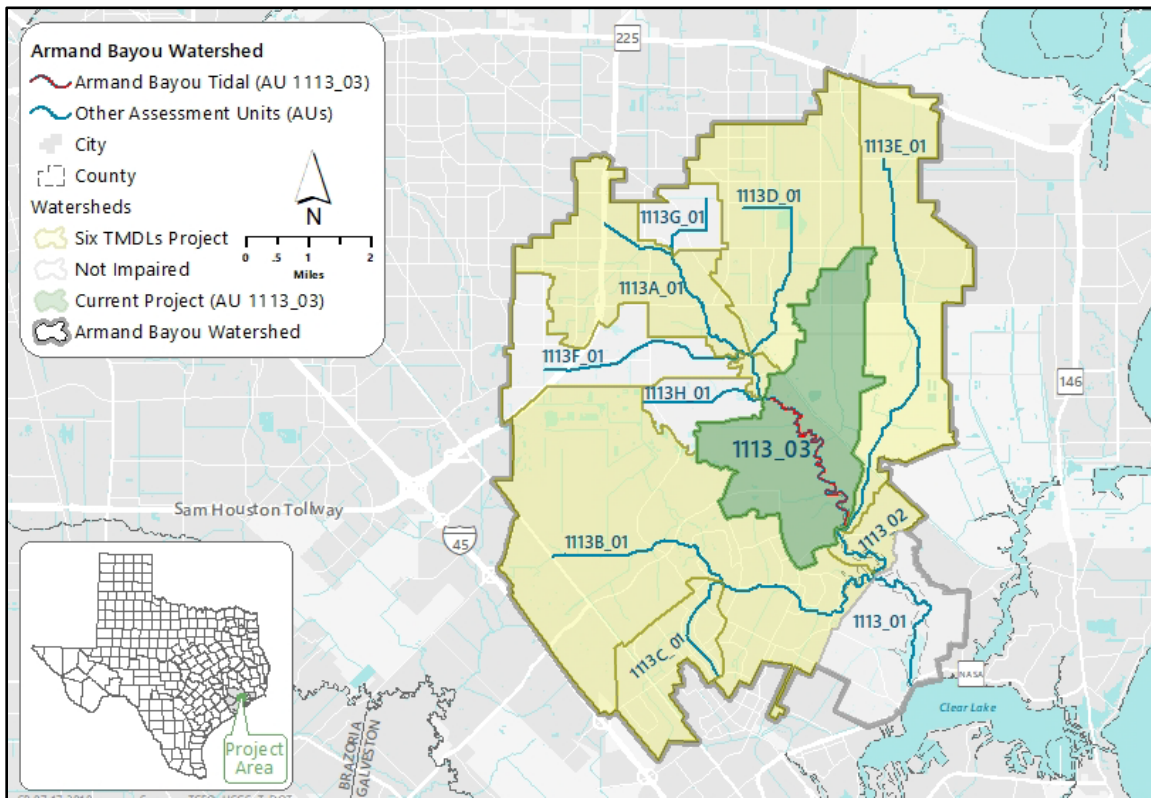 Armand Bayou Watershed
Armand Bayou Tidal (AU 1113_03)
Other Assessment Units (AUs)
City
County
Watersheds
Six TMDLs Project
Not Impaired
Current Project (AU 1113_03)
Armand Bayou Watershed
N
0 .5 1 2
Miles
225
1113E_01
1113D_01
1113G_01
1113A_01
1113F_01
1113H_01
146
1113_03
Sam Houston Tollway
45
1113_02
1113B_01
1113_01
1113C_01
NASA
Clear Lake
Project
Area
BRAZORIA
GALVESTON